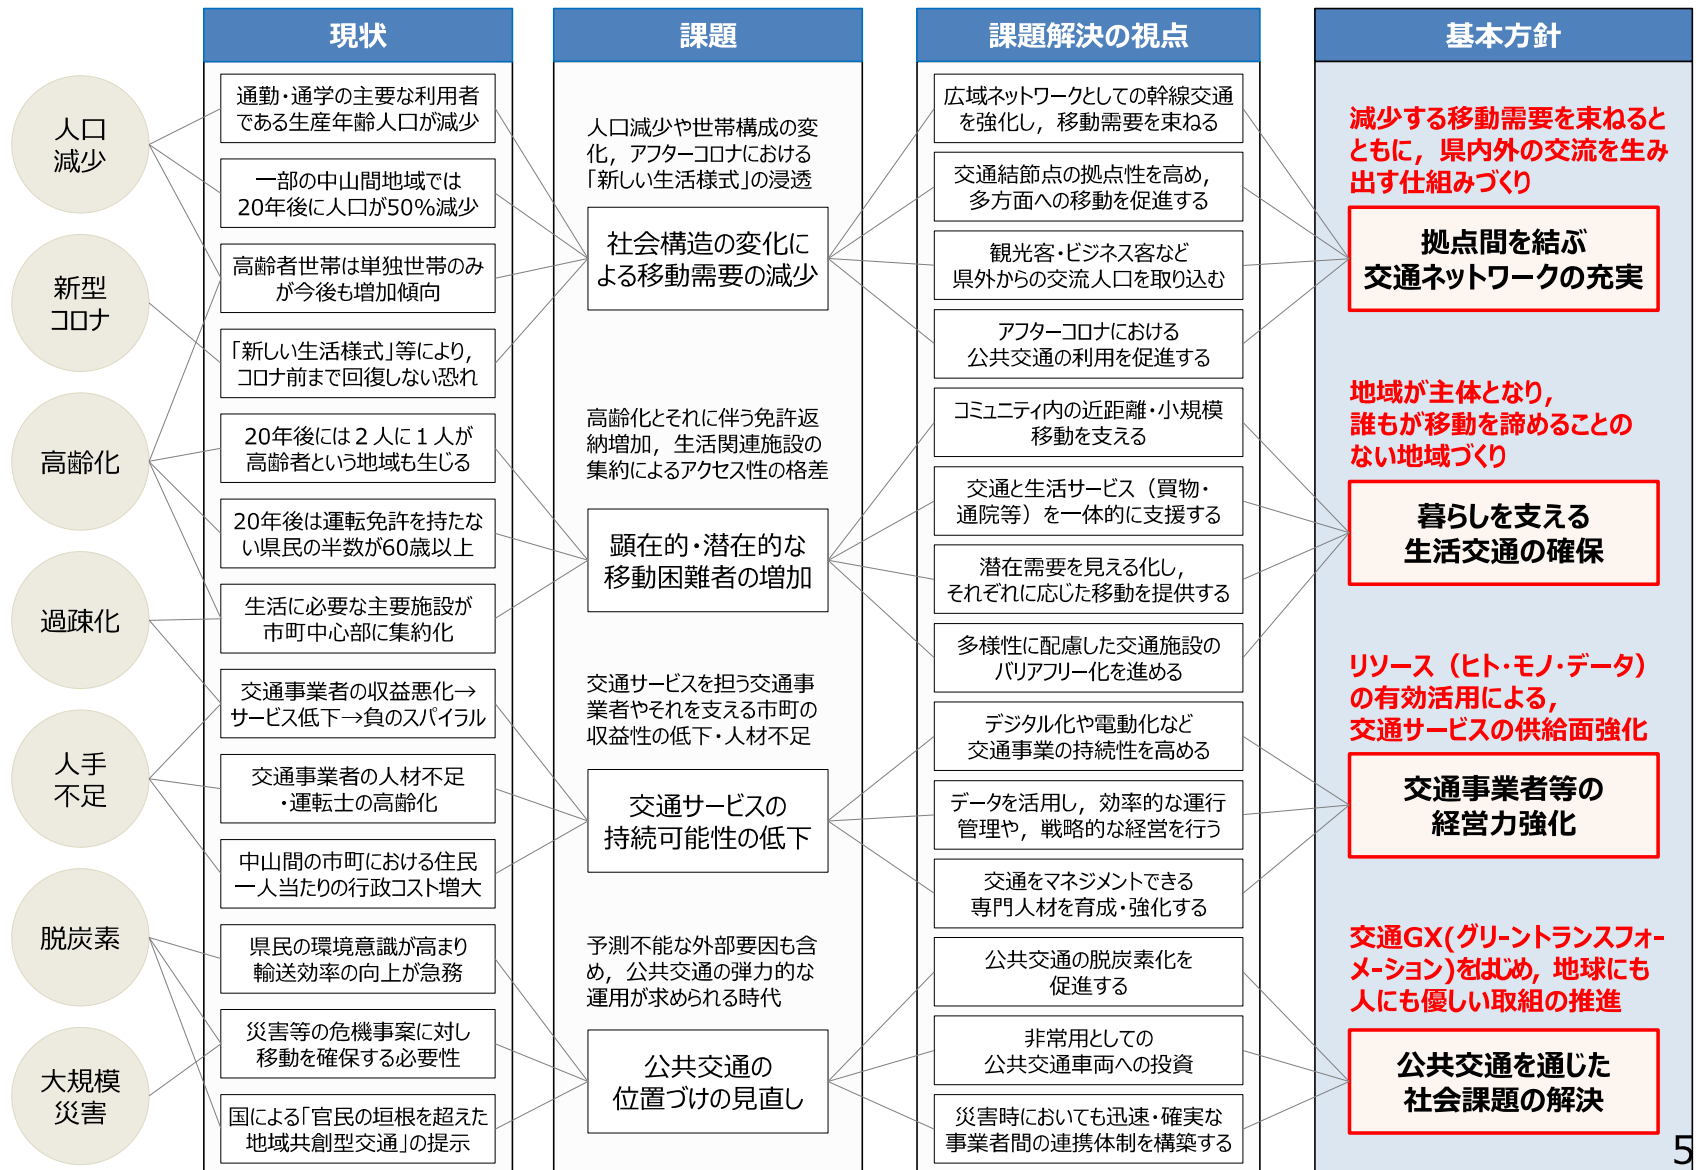 現状
課題
課題解決の視点
基本方針
人口
減少
新型
コロナ
高齢化
過疎化
人手
不足
脱炭素
大規模
災害
通勤・通学の主要な利用者
である生産年齢人口が減少
一部の中山間地域では
20年後に人口が50%減少
高齢者世帯は単独世帯のみ
が今後も増加傾向
「新しい生活様式」等により，
コロナ前まで回復しない恐れ
20年後には２人に１人が
高齢者という地域も生じる
20年後は運転免許を持たな
い県民の半数が60歳以上
生活に必要な主要施設が
市町中心部に集約化
交通事業者の収益悪化→
サービス低下→負のスパイラル
交通事業者の人材不足
・運転士の高齢化
中山間の市町における住民
一人当たりの行政コスト増大
県民の環境意識が高まり
輸送効率の向上が急務
災害等の危機事案に対し
移動を確保する必要性
国による「官民の垣根を超えた
地域共創型交通」の提示
人口減少や世帯構成の変
化，アフターコロナにおける
「新しい生活様式」の浸透
社会構造の変化に
よる移動需要の減少
高齢化とそれに伴う免許返
納増加，生活関連施設の
集約によるアクセス性の格差
顕在的・潜在的な
移動困難者の増加
交通サービスを担う交通事
業者やそれを支える市町の
収益性の低下・人材不足
交通サービスの
持続可能性の低下
予測不能な外部要因も含
め，公共交通の弾力的な
運用が求められる時代
公共交通の
位置づけの見直し
広域ネットワークとしての幹線交通
を強化し，移動需要を束ねる
交通結節点の拠点性を高め，
多方面への移動を促進する
観光客・ビジネス客など
県外からの交流人口を取り込む
アフターコロナにおける
公共交通の利用を促進する
コミュニティ内の近距離・小規模
移動を支える
交通と生活サービス（買物・
通院等）を一体的に支援する
潜在需要を見える化し，
それぞれに応じた移動を提供する
多様性に配慮した交通施設の
バリアフリー化を進める
デジタル化や電動化など
交通事業の持続性を高める
データを活用し，効率的な運行
管理や，戦略的な経営を行う
交通をマネジメントできる
専門人材を育成・強化する
公共交通の脱炭素化を
促進する
非常用としての
公共交通車両への投資
災害時においても迅速・確実な
事業者間の連携体制を構築する
減少する移動需要を束ねると
ともに，県内外の交流を生み
出す仕組みづくり
拠点間を結ぶ
交通ネットワークの充実
地域が主体となり，
誰もが移動を諦めることの
ない地域づくり
暮らしを支える
生活交通の確保
リソース（ヒト・モノ・データ）
の有効活用による，
交通サービスの供給面強化
交通事業者等の
経営力強化
交通GX(グリーントランスフォー
メーション)をはじめ，地球にも
人にも優しい取組の推進
公共交通を通じた
社会課題の解決
5